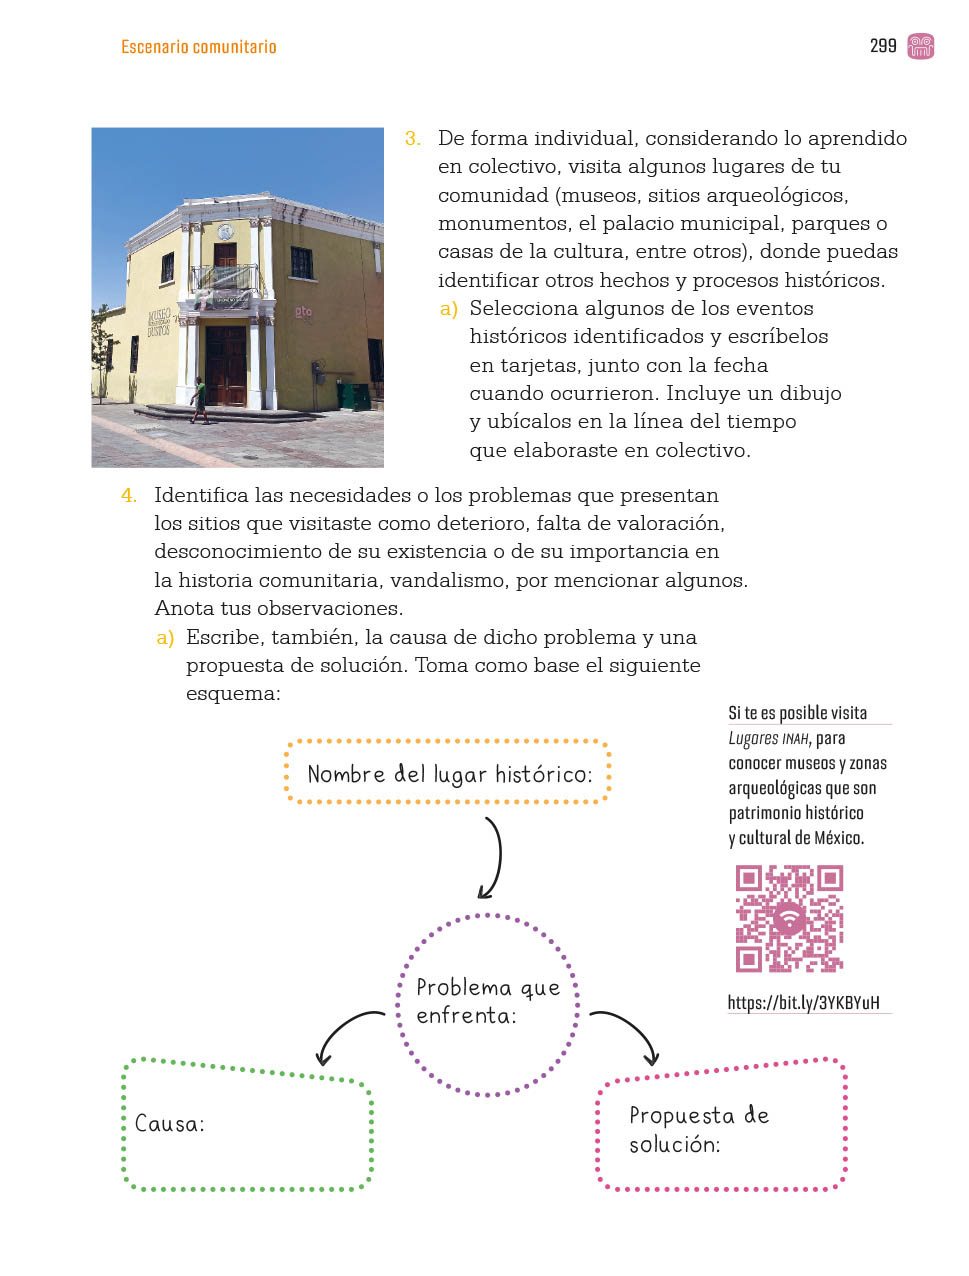 Escenario comunitario
299
3. De forma individual, considerando lo aprendido
en colectivo, visita algunos lugares de tu
comunidad (museos, sitios arqueológicos,
monumentos, el palacio municipal, parques o
casas de la cultura, entre otros), donde puedas
identificar otros hechos y procesos históricos.
a) Selecciona algunos de los eventos
históricos identificados y escríbelos
en tarjetas, junto con la fecha
cuando ocurrieron. Incluye un dibujo
y ubícalos en la línea del tiempo
que elaboraste en colectivo.
MUSEO
BUSTOS
gto
4. Identifica las necesidades o los problemas que presentan
los sitios que visitaste como deterioro, falta de valoración,
desconocimiento de su existencia o de su importancia en
la historia comunitaria, vandalismo, por mencionar algunos.
Anota tus observaciones.
a) Escribe, también, la causa de dicho problema y una
propuesta de solución. Toma como base el siguiente
esquema:
Si te es posible visita
Lugares INAH, para
conocer museos y zonas
arqueológicas que son
patrimonio histórico
y cultural de México.
https://bit.ly/3YKBYuH
Nombre del lugar histórico:
Problema que
enfrenta:
Causa:
Propuesta de
solución: